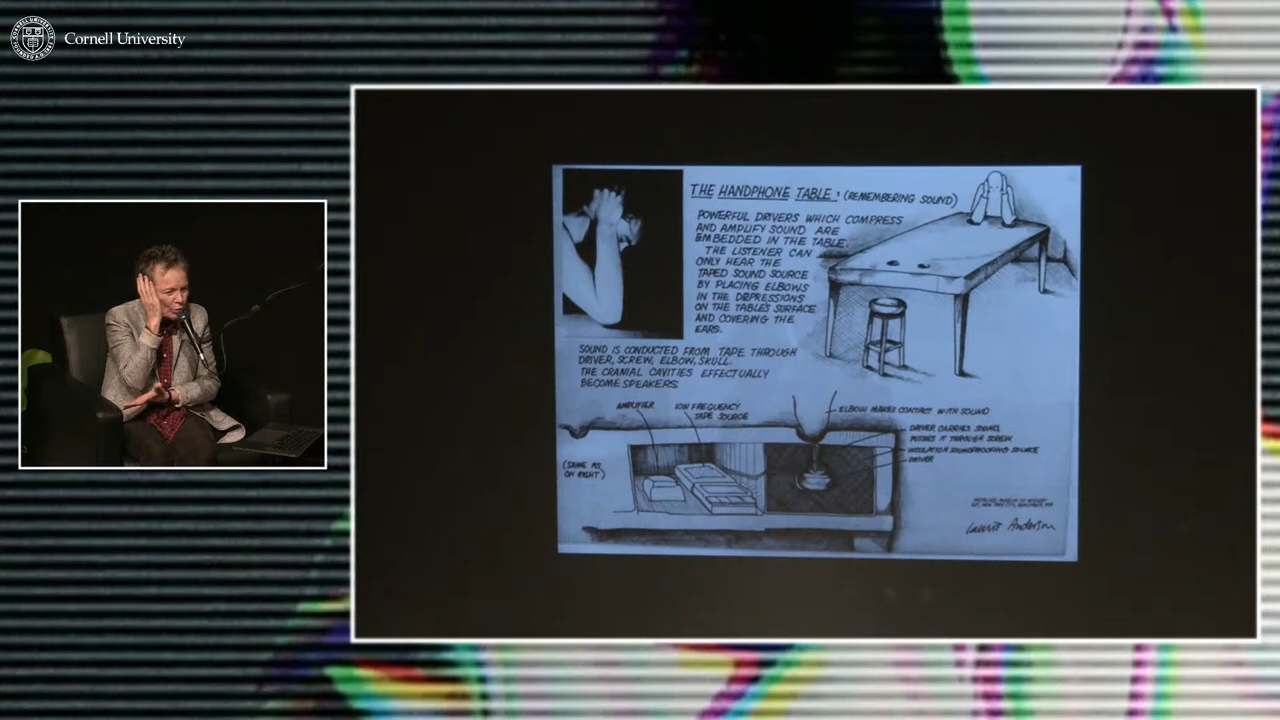 Cornell University
THE HANDPHONE TABLE: (REMEMBERING SOUND)
POWERFUL DRIVERS WHICH COMPRESS
AND AMPLIFY SOUND ARE
EMBEDDED IN THE TABLE.
THE LISTENER CAN
ONLY HEAR THE
TAPED SOUND SOURCE
BY PLACING ELBOWS
IN THE DEPRESSIONS
ON THE TABLE'S SURFACE
AND COVERING THE
EARS.
SOUND IS CONDUCTED FROM TAPE THROUGH
DRIVER, SCREW, ELBOW, SKULL.
THE CRANIAL CAVITIES EFFECTUALLY
BECOME SPEAKERS.
AMPLIFIER
LOW FREQUENCY
TAPE SOURCE
ELBOW MAKES CONTACT WITH SOUND
DRIVER CARRIES SOUND,
PUSHES IT THROUGH SCREW
INSULATION SOUNDPROOFING SOURCE
DRIVER
(SAME AS
ON RIGHT)
Laurie Anderson